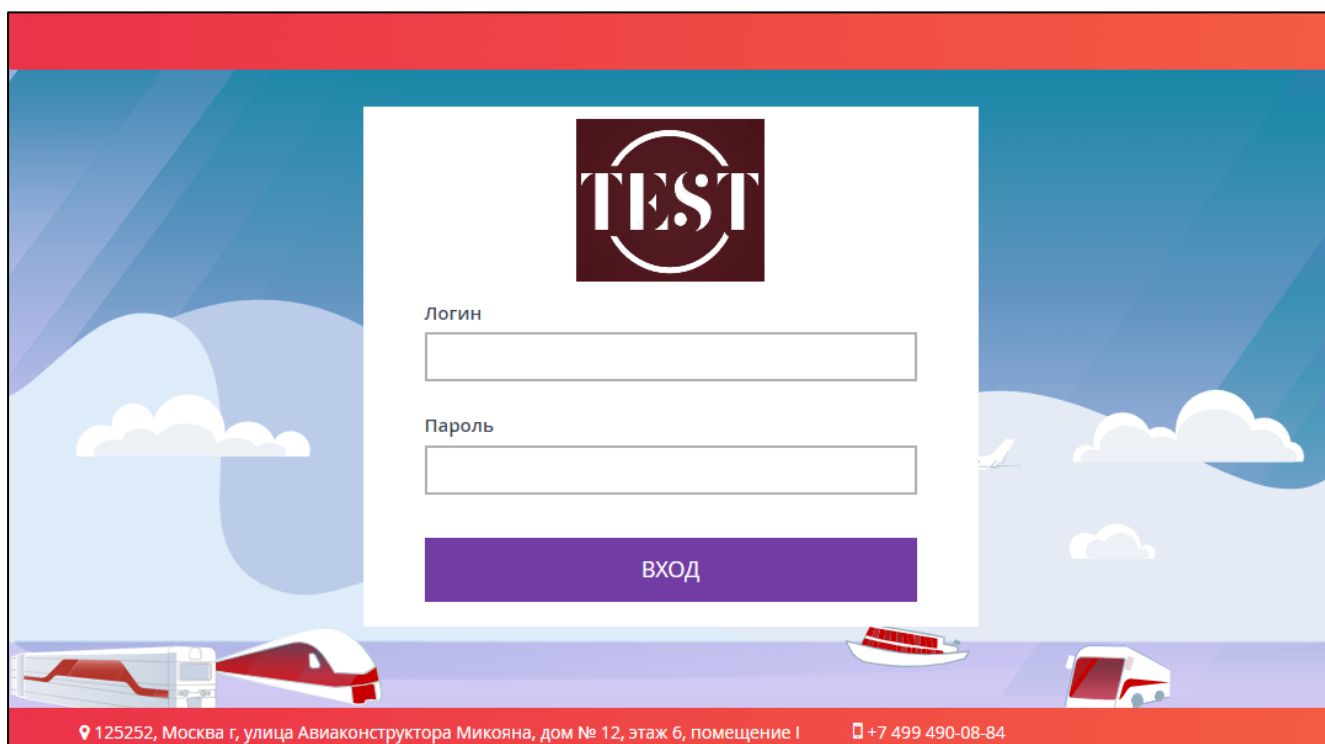 TEST
Логин
Пароль
ВХОД
125252, Москва г, улица Авиаконструктора Микояна, дом № 12, этаж 6, помещение I +7 499 490-08-84